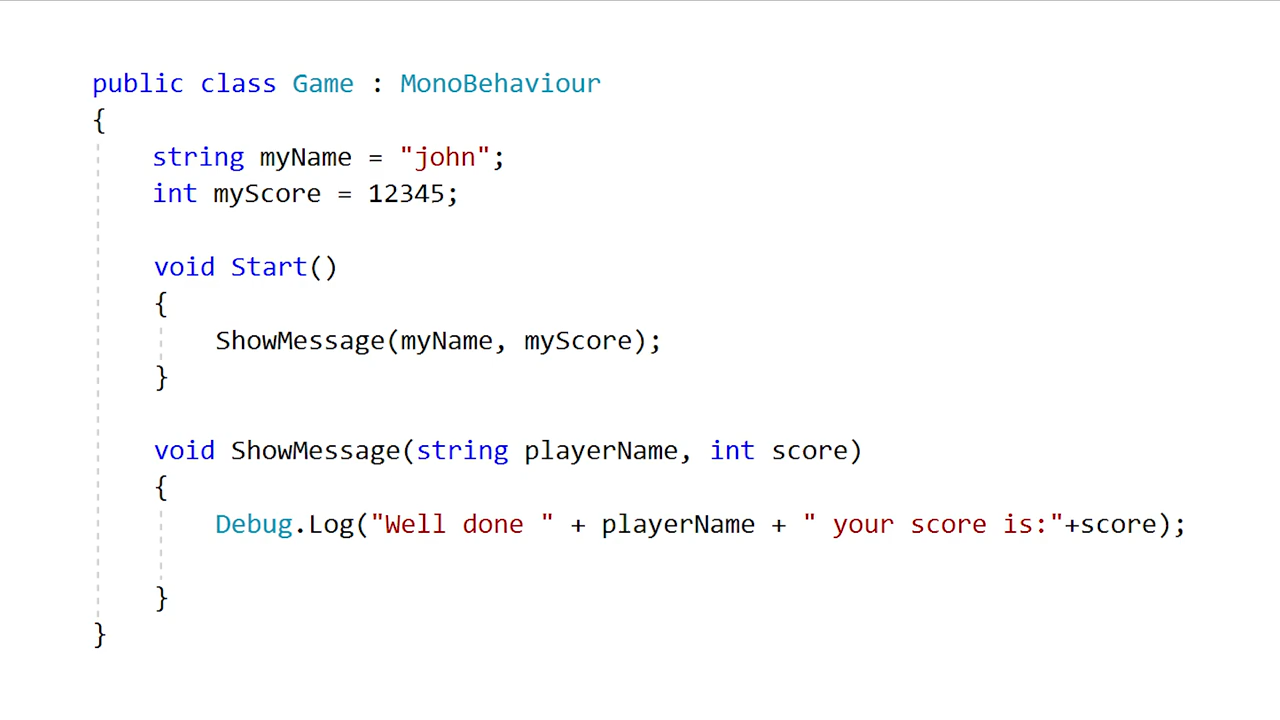 public class Game : MonoBehaviour
{
string myName = "john";
int myScore = 12345;
void Start()
{
ShowMessage(myName, myScore);
}
void ShowMessage(string playerName, int score)
{
Debug.Log("Well done " + playerName + " your score is:"+score);
}
}